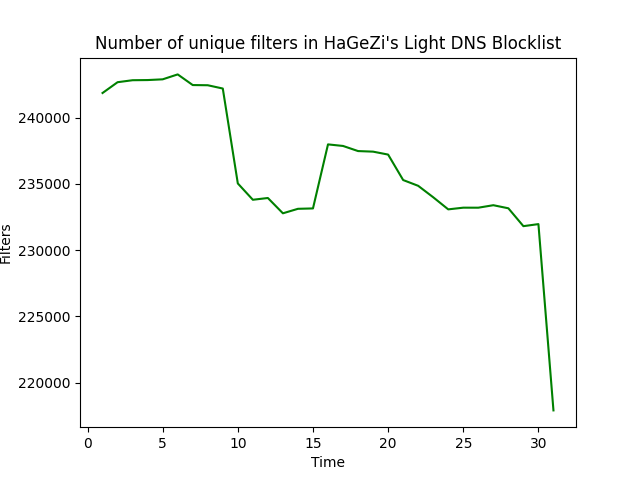 Number of unique filters in HaGeZi's Light DNS Blocklist
240000
235000
230000
225000
220000
Filters
0 5 10 15 20 25 30
Time